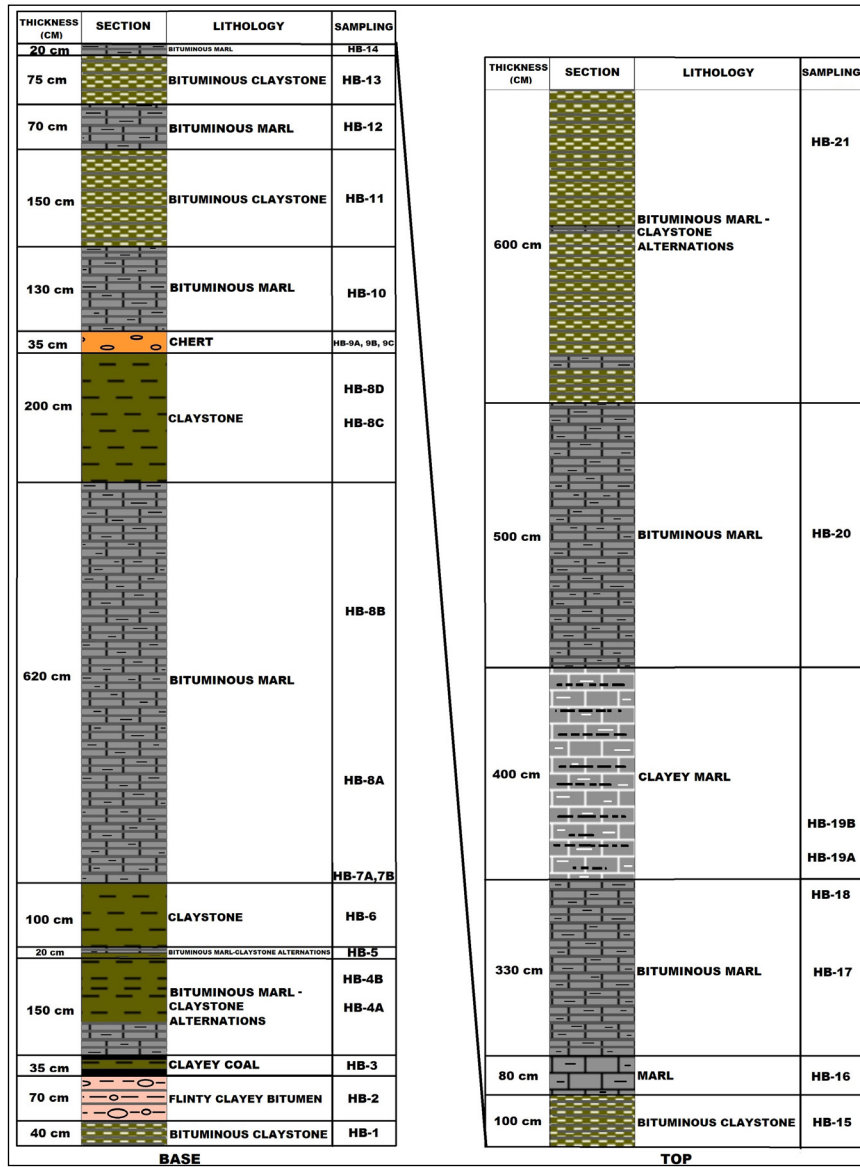 THICKNESS (CM) SECTION LITHOLOGY SAMPLING
20 cm BITUMINOUS MARL HB-14
75 cm BITUMINOUS CLAYSTONE HB-13
70 cm BITUMINOUS MARL HB-12
150 cm BITUMINOUS CLAYSTONE HB-11
130 cm BITUMINOUS MARL HB-10
35 cm CHERT HB-9A, 9B, 9C
HB-8D
200 cm CLAYSTONE
HB-8C
HB-8B
620 cm BITUMINOUS MARL
HB-8A
HB-7A,7B
100 cm CLAYSTONE HB-6
20 cm BITUMINOUS MARL-CLAYSTONE ALTERNATIONS HB-5
HB-4B
150 cm BITUMINOUS MARL -
CLAYSTONE HB-4A
ALTERNATIONS
35 cm CLAYEY COAL HB-3
70 cm FLINTY CLAYEY BITUMEN HB-2
40 cm BITUMINOUS CLAYSTONE HB-1
BASE
THICKNESS (CM) SECTION LITHOLOGY SAMPLING
HB-21
600 cm BITUMINOUS MARL -
CLAYSTONE
ALTERNATIONS
500 cm BITUMINOUS MARL HB-20
400 cm CLAYEY MARL
HB-19B
HB-19A
HB-18
330 cm BITUMINOUS MARL HB-17
80 cm MARL HB-16
100 cm BITUMINOUS CLAYSTONE HB-15
TOP